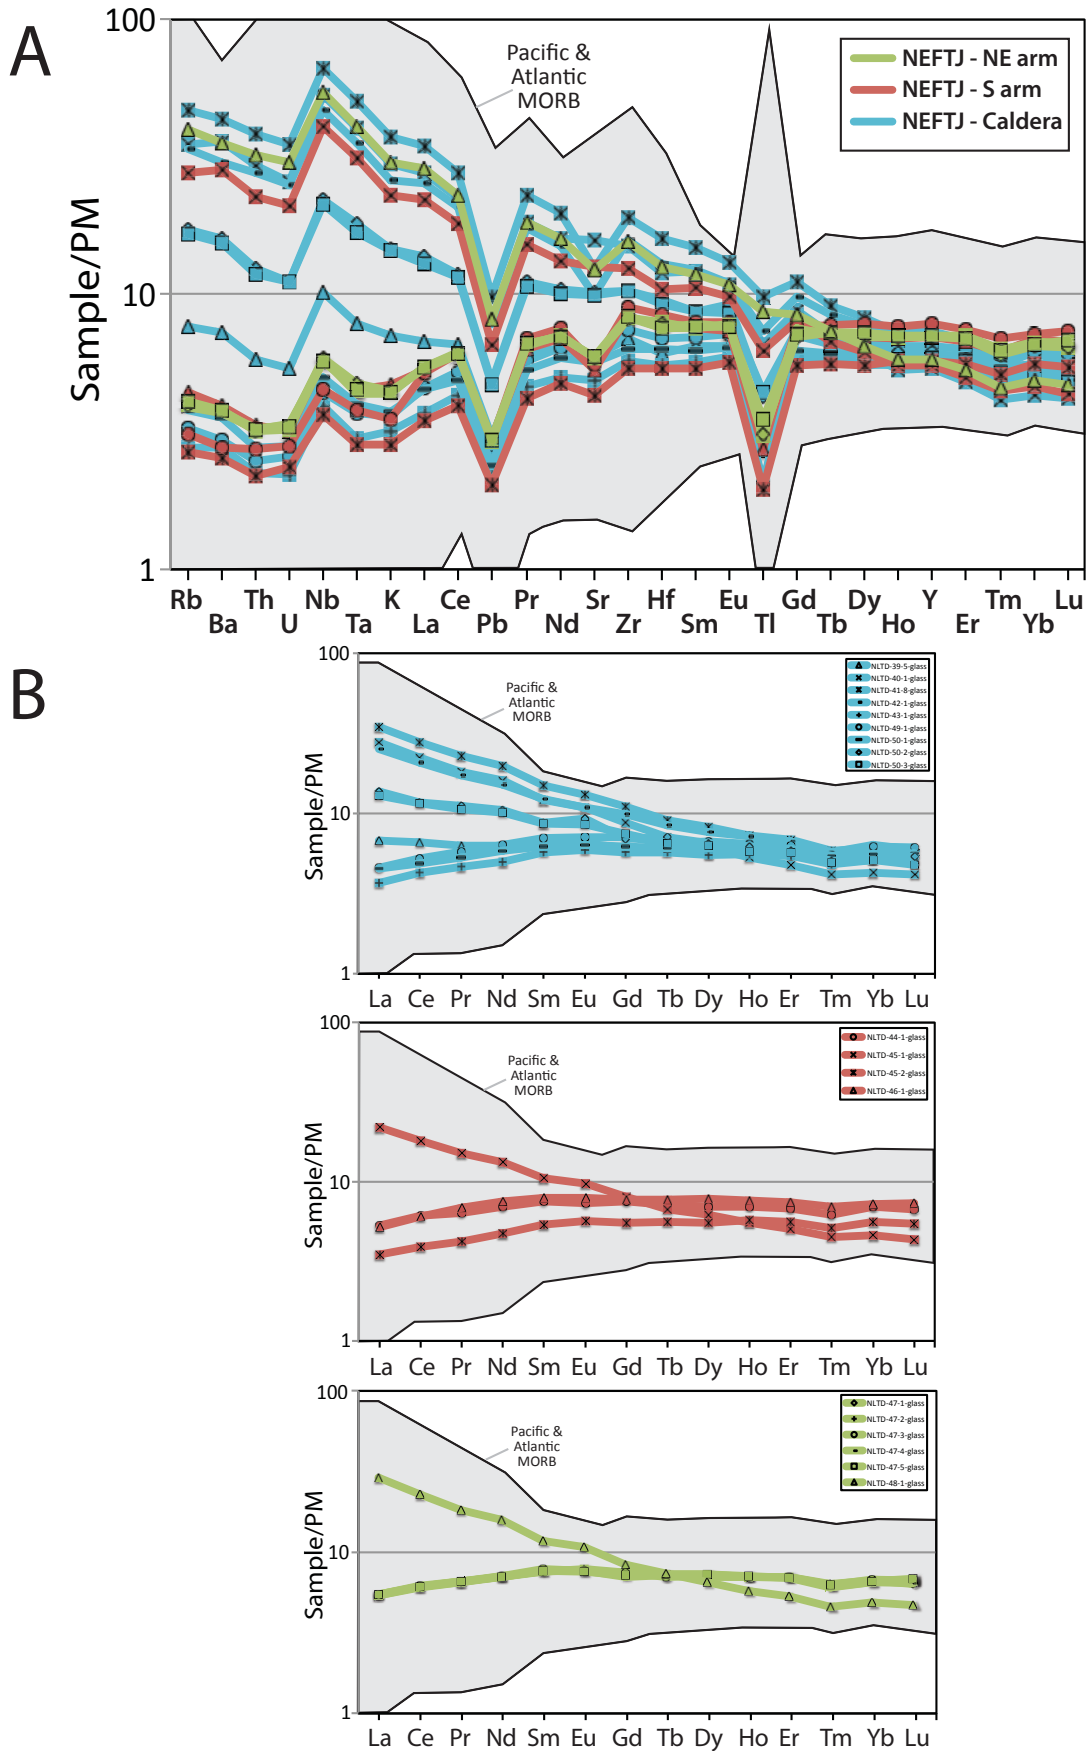 A
100
10
1
Sample/PM
Pacific &
Atlantic
MORB
NEFTJ - NE arm
NEFTJ - S arm
NEFTJ - Caldera
Rb Th Nb K Ce Pr Sr Hf Eu Gd Dy Y Tm Lu
Ba U Ta La Pb Nd Zr Sm Tl Tb Ho Er Yb
B
100
10
1
Sample/PM
Pacific &
Atlantic
MORB
NLTD-39-5-glass
NLTD-40-1-glass
NLTD-41-8-glass
NLTD-42-1-glass
NLTD-43-1-glass
NLTD-49-1-glass
NLTD-50-1-glass
NLTD-50-2-glass
NLTD-50-3-glass
La Ce Pr Nd Sm Eu Gd Tb Dy Ho Er Tm Yb Lu
100
10
1
Sample/PM
Pacific &
Atlantic
MORB
NLTD-44-1-glass
NLTD-45-1-glass
NLTD-45-2-glass
NLTD-46-1-glass
La Ce Pr Nd Sm Eu Gd Tb Dy Ho Er Tm Yb Lu
100
10
1
Sample/PM
Pacific &
Atlantic
MORB
NLTD-47-1-glass
NLTD-47-2-glass
NLTD-47-3-glass
NLTD-47-4-glass
NLTD-47-5-glass
NLTD-48-1-glass
La Ce Pr Nd Sm Eu Gd Tb Dy Ho Er Tm Yb Lu